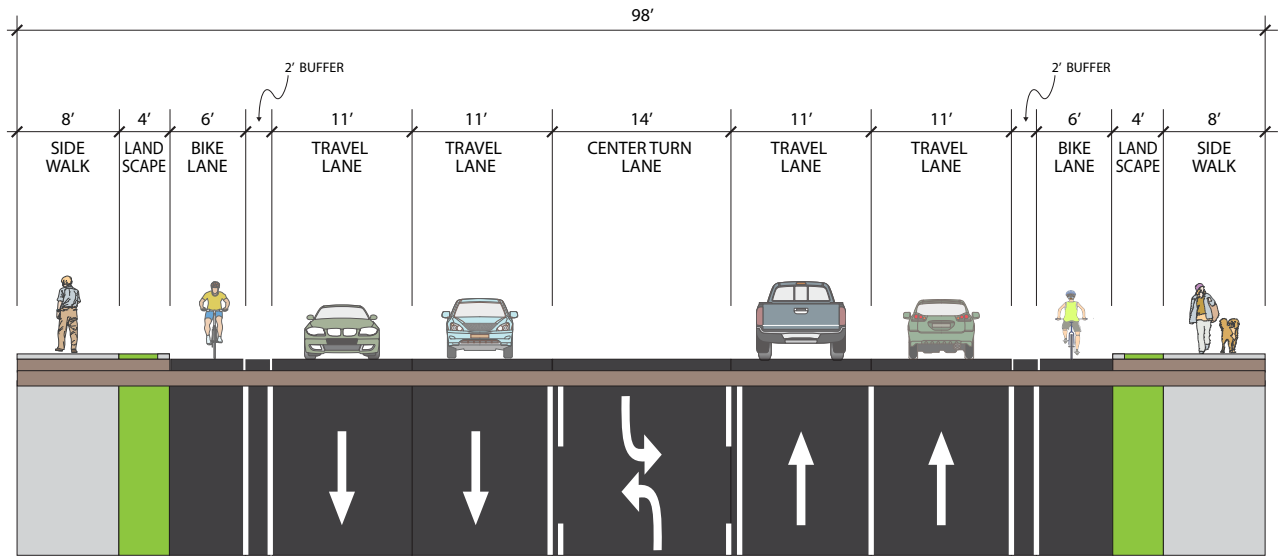 98’
2’ BUFFER
2’ BUFFER
8’
4’
6’
11’
11’
14’
11’
11’
6’
4’
8’
SIDE
WALK
LAND
SCAPE
BIKE
LANE
TRAVEL
LANE
TRAVEL
LANE
CENTER TURN
LANE
TRAVEL
LANE
TRAVEL
LANE
BIKE
LANE
LAND
SCAPE
SIDE
WALK